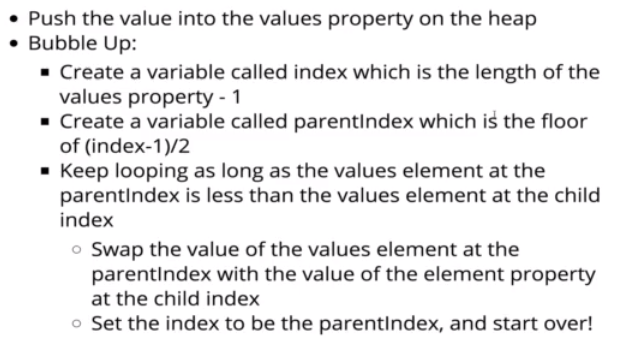 • Push the value into the values property on the heap
• Bubble Up:
▪ Create a variable called index which is the length of the
values property - 1
▪ Create a variable called parentIndex which is the floor
of (index-1)/2
▪ Keep looping as long as the values element at the
parentIndex is less than the values element at the child
index
○ Swap the value of the values element at the
parentIndex with the value of the element property
at the child index
○ Set the index to be the parentIndex, and start over!